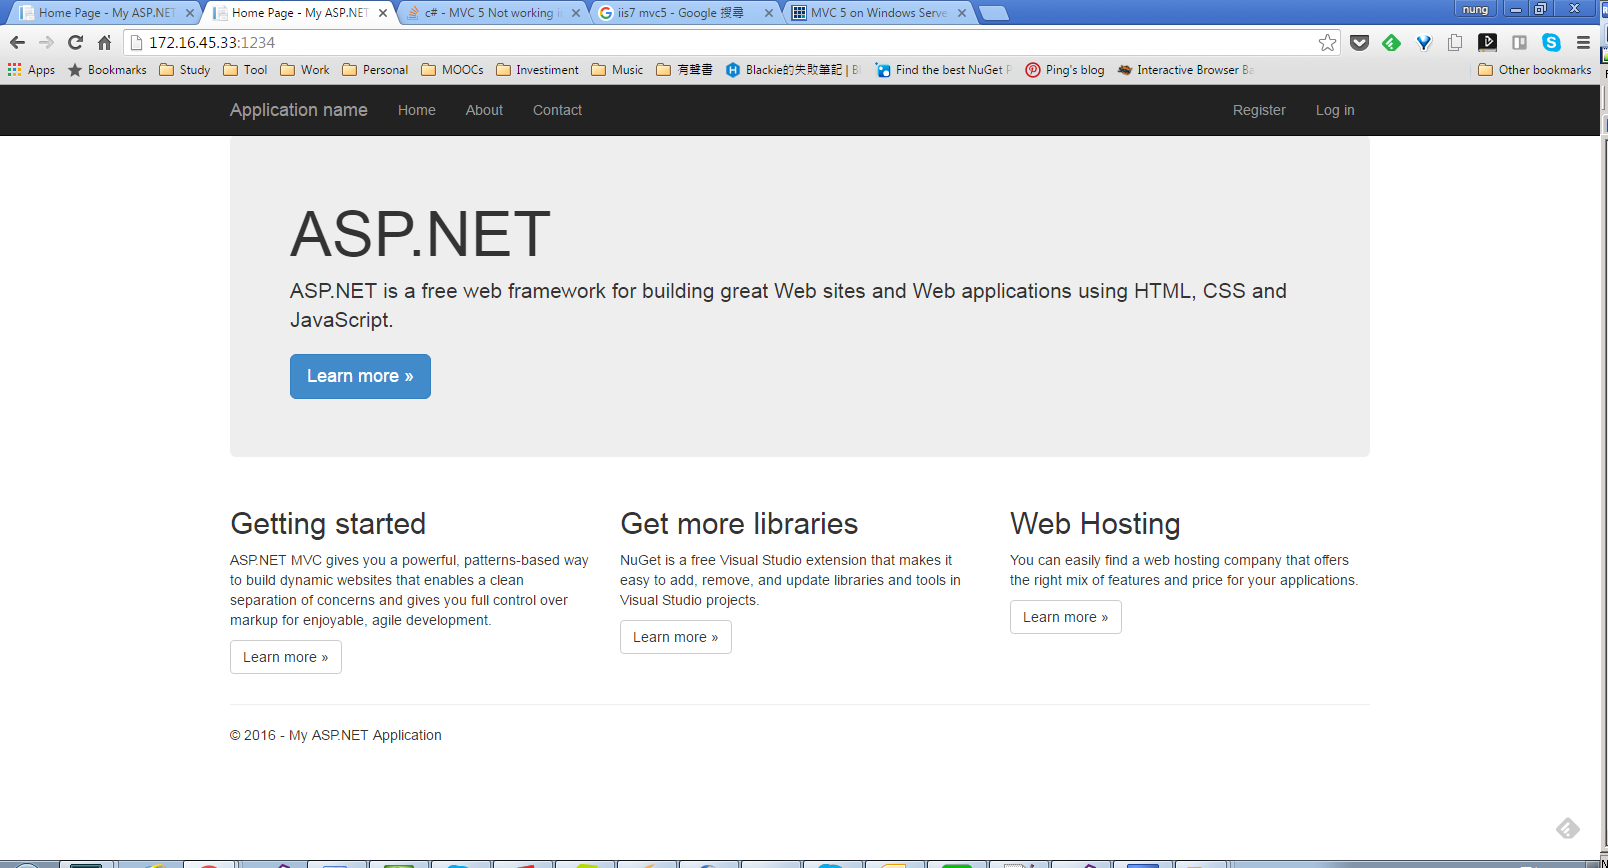 Home Page - My ASP.NET
Home Page - My ASP.NET
c# - MVC 5 Not working
iis7 mvc5 - Google 搜尋
MVC 5 on Windows Serve
nung
172.16.45.33:1234
Apps
Bookmarks
Study
Tool
Work
Personal
MOOCs
Investiment
Music
有聲書
Blackie的失敗筆記 | Bl
Find the best NuGet P
Ping's blog
Interactive Browser Ba
Other bookmarks
Application name
Home
About
Contact
Register
Log in
ASP.NET
ASP.NET is a free web framework for building great Web sites and Web applications using HTML, CSS and
JavaScript.
Learn more »
Getting started
ASP.NET MVC gives you a powerful, patterns-based way
to build dynamic websites that enables a clean
separation of concerns and gives you full control over
markup for enjoyable, agile development.
Learn more »
Get more libraries
NuGet is a free Visual Studio extension that makes it
easy to add, remove, and update libraries and tools in
Visual Studio projects.
Learn more »
Web Hosting
You can easily find a web hosting company that offers
the right mix of features and price for your applications.
Learn more »
© 2016 - My ASP.NET Application